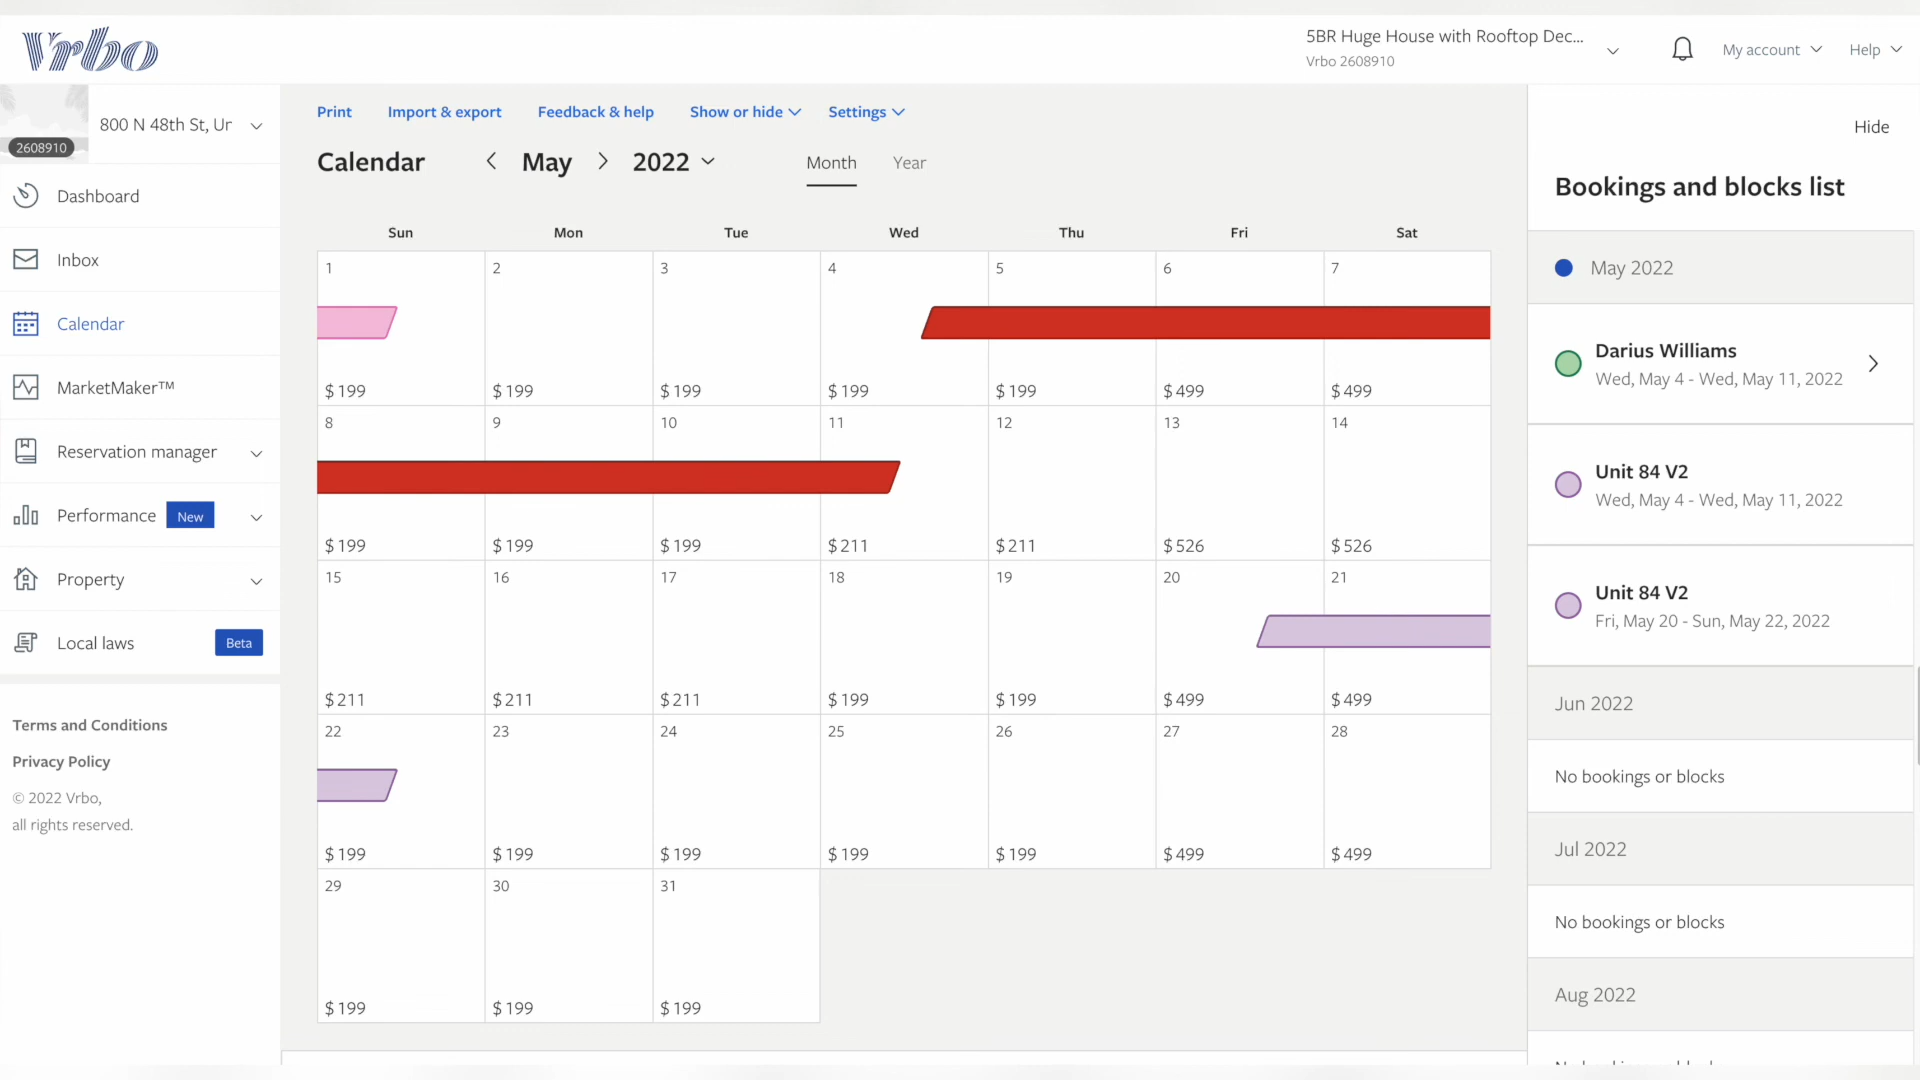 Vrbo
5BR Huge House with Rooftop Dec...
Vrbo 2608910
My account
Help
800 N 48th St, Ur
2608910
Dashboard
Inbox
Calendar
MarketMaker™
Reservation manager
Performance New
Property
Local laws Beta
Terms and Conditions
Privacy Policy
© 2022 Vrbo,
all rights reserved.
Print Import & export Feedback & help Show or hide Settings
Calendar May 2022 Month Year
Sun Mon Tue Wed Thu Fri Sat
1 2 3 4 5 6 7
$199 $199 $199 $199 $199 $499 $499
8 9 10 11 12 13 14
$199 $199 $199 $211 $211 $526 $526
15 16 17 18 19 20 21
$211 $211 $211 $199 $199 $499 $499
22 23 24 25 26 27 28
$199 $199 $199 $199 $199 $499 $499
29 30 31
$199 $199 $199
Hide
Bookings and blocks list
May 2022
Darius Williams
Wed, May 4 - Wed, May 11, 2022
Unit 84 V2
Wed, May 4 - Wed, May 11, 2022
Unit 84 V2
Fri, May 20 - Sun, May 22, 2022
Jun 2022
No bookings or blocks
Jul 2022
No bookings or blocks
Aug 2022